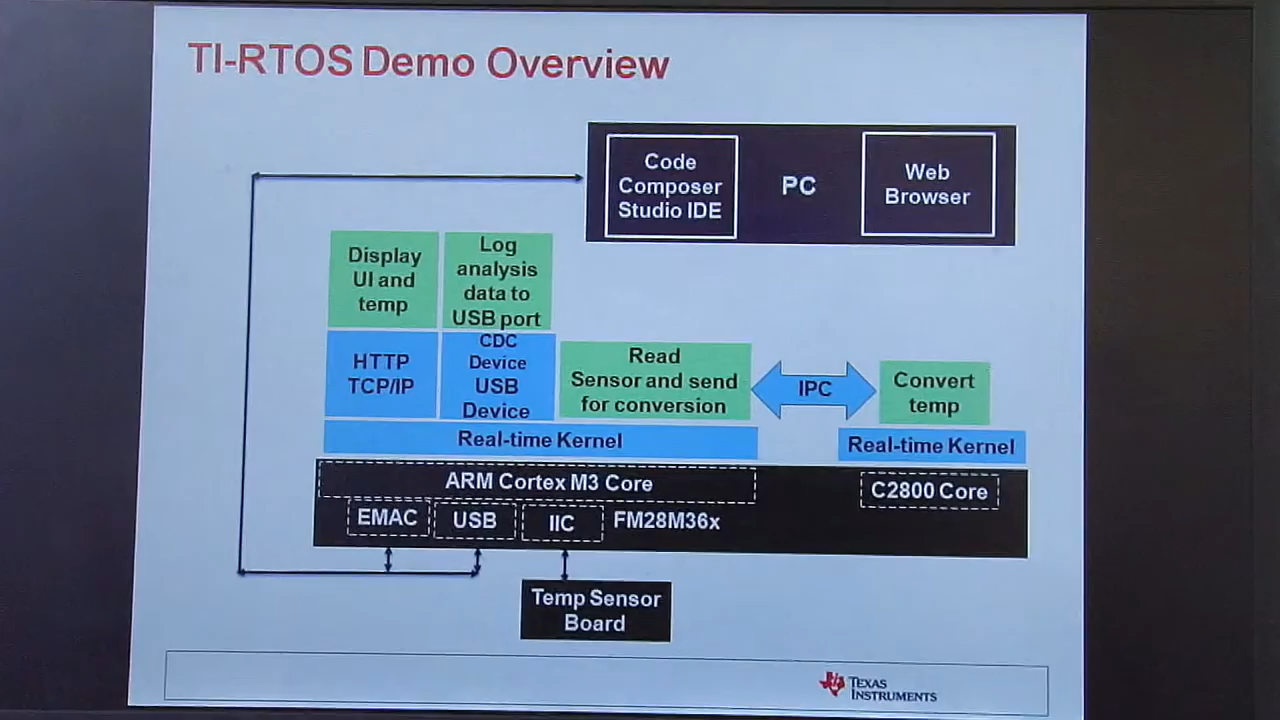 TI-RTOS Demo Overview
Code
Composer
Studio IDE
PC
Web
Browser
Display
UI and
temp
Log
analysis
data to
USB port
HTTP
TCP/IP
CDC
Device
USB
Device
Read
Sensor and send
for conversion
IPC
Convert
temp
Real-time Kernel
Real-time Kernel
ARM Cortex M3 Core
C2800 Core
EMAC
USB
IIC
FM28M36x
Temp Sensor
Board
TEXAS
INSTRUMENTS